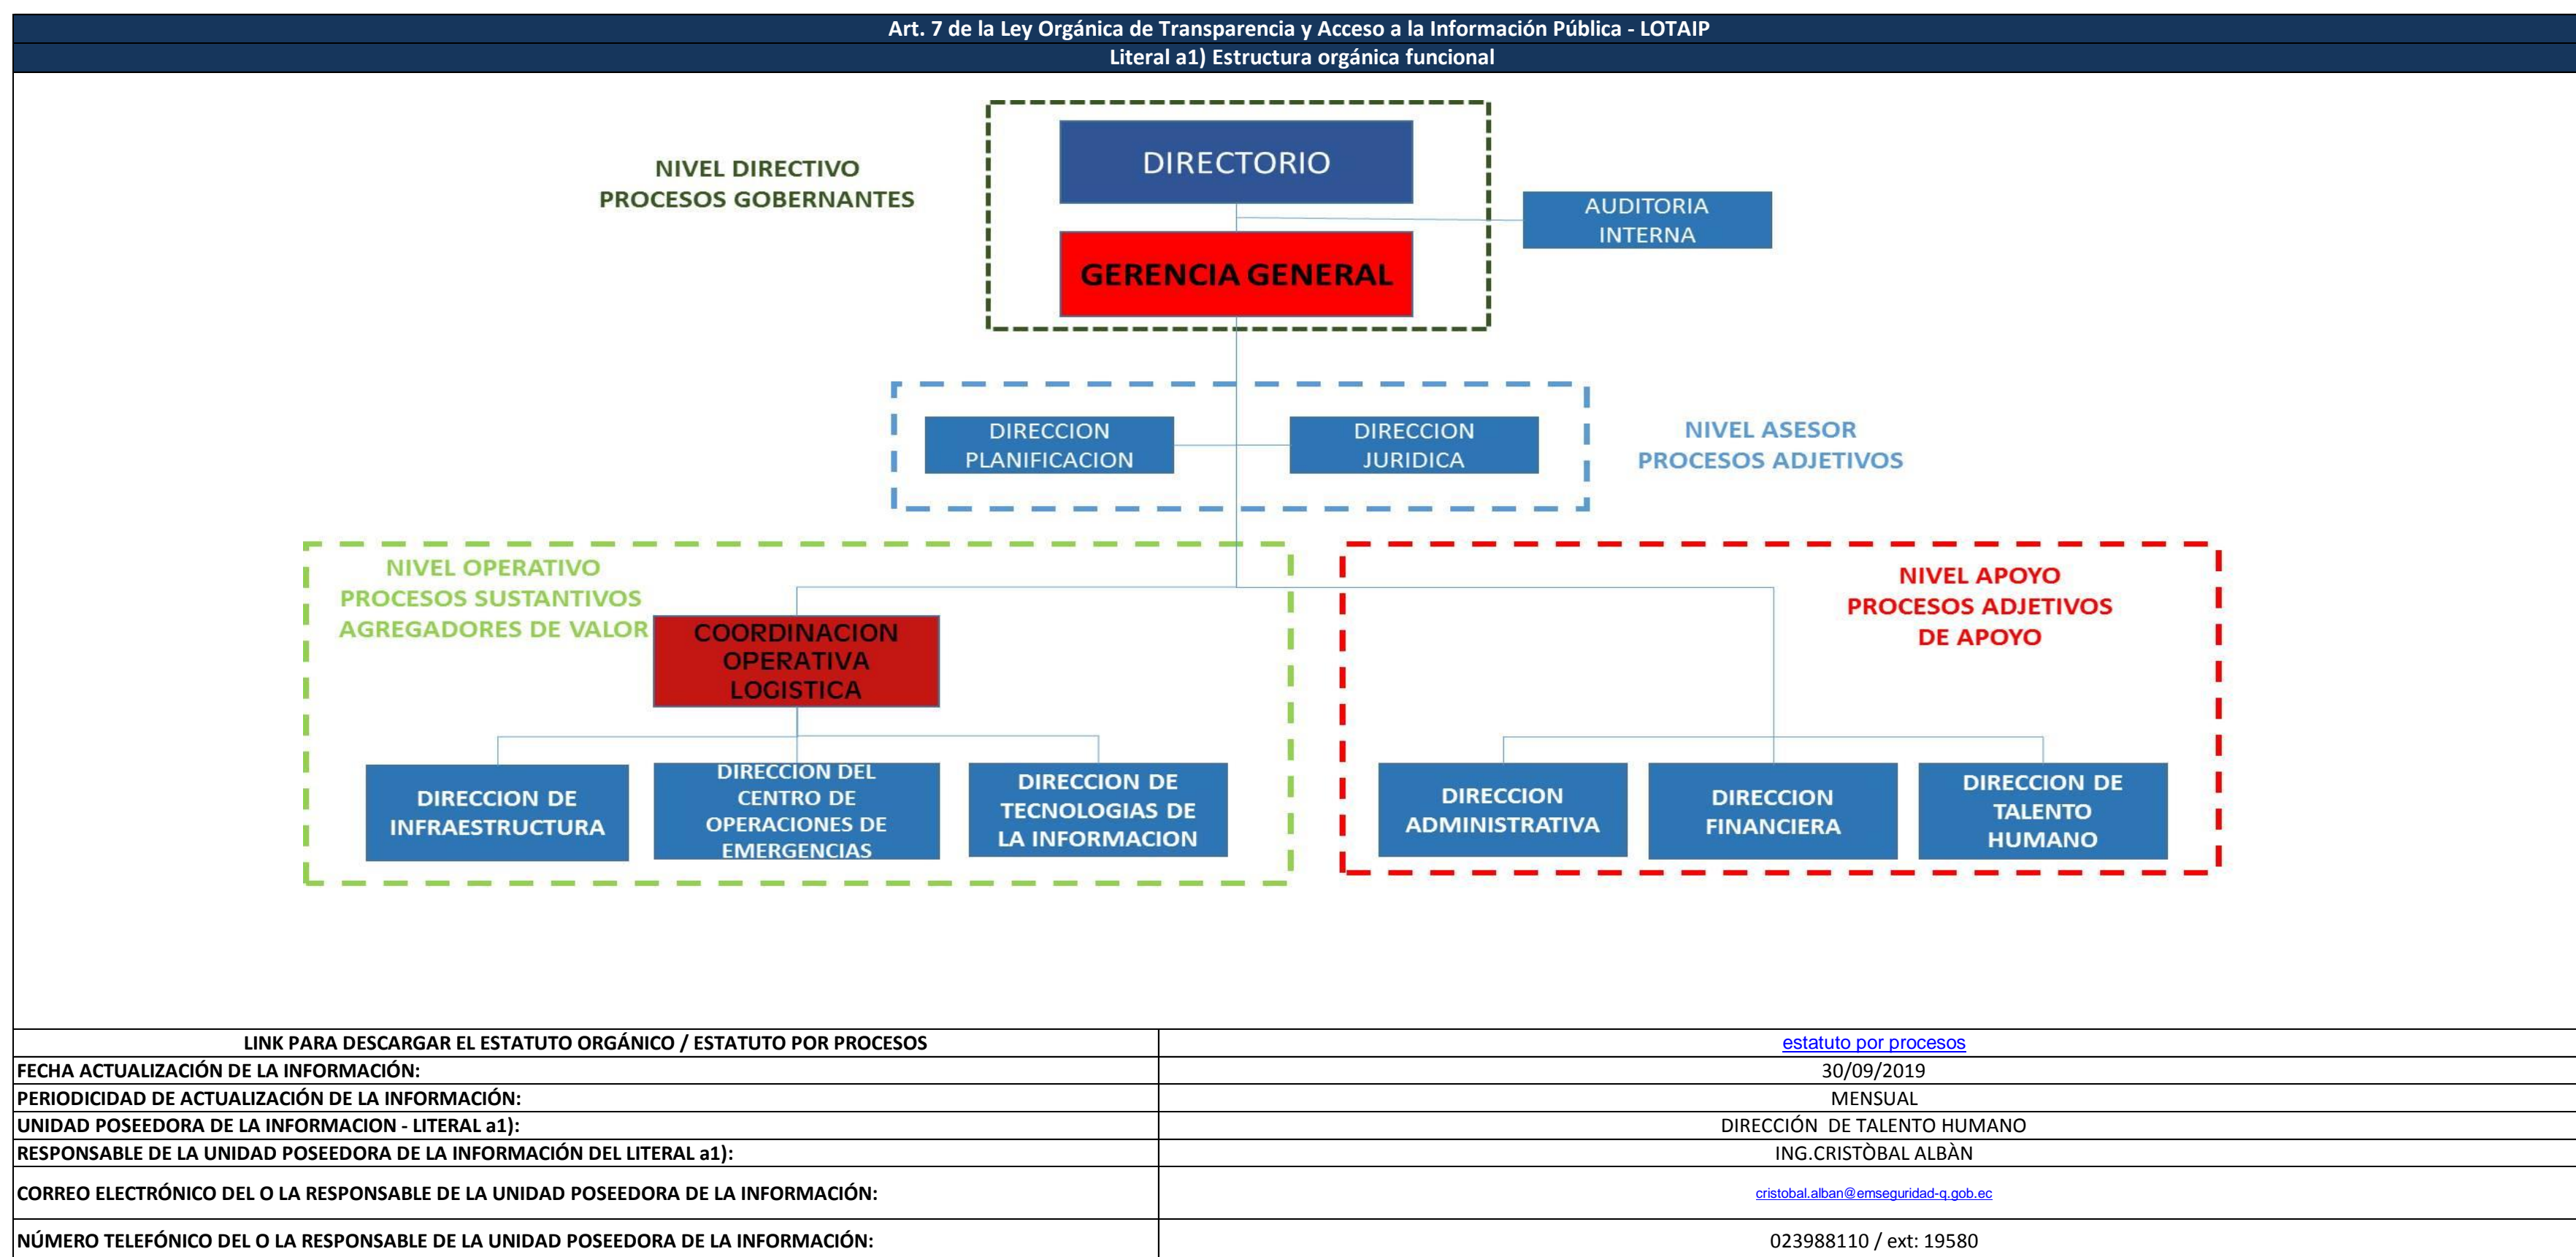 Art. 7 de la Ley Orgánica de Transparencia y Acceso a la Información Pública - LOTAIP
Literal a1) Estructura orgánica funcional
NIVEL DIRECTIVO
PROCESOS GOBERNANTES
DIRECTORIO
AUDITORIA
INTERNA
GERENCIA GENERAL
DIRECCION
PLANIFICACION
DIRECCION
JURIDICA
NIVEL ASESOR
PROCESOS ADJETIVOS
NIVEL OPERATIVO
PROCESOS SUSTANTIVOS
AGREGADORES DE VALOR
COORDINACION
OPERATIVA
LOGISTICA
NIVEL APOYO
PROCESOS ADJETIVOS
DE APOYO
DIRECCION DE
INFRAESTRUCTURA
DIRECCION DEL
CENTRO DE
OPERACIONES DE
EMERGENCIAS
DIRECCION DE
TECNOLOGIAS DE
LA INFORMACION
DIRECCION
ADMINISTRATIVA
DIRECCION
FINANCIERA
DIRECCION DE
TALENTO
HUMANO
LINK PARA DESCARGAR EL ESTATUTO ORGÁNICO / ESTATUTO POR PROCESOS estatuto por procesos
FECHA ACTUALIZACIÓN DE LA INFORMACIÓN: 30/09/2019
PERIODICIDAD DE ACTUALIZACIÓN DE LA INFORMACIÓN: MENSUAL
UNIDAD POSEEDORA DE LA INFORMACION - LITERAL a1): DIRECCIÓN  DE TALENTO HUMANO
RESPONSABLE DE LA UNIDAD POSEEDORA DE LA INFORMACIÓN DEL LITERAL a1): ING.CRISTÒBAL ALBÀN
CORREO ELECTRÓNICO DEL O LA RESPONSABLE DE LA UNIDAD POSEEDORA DE LA INFORMACIÓN: cristobal.alban@emseguridad-q.gob.ec
NÚMERO TELEFÓNICO DEL O LA RESPONSABLE DE LA UNIDAD POSEEDORA DE LA INFORMACIÓN: 023988110 / ext: 19580